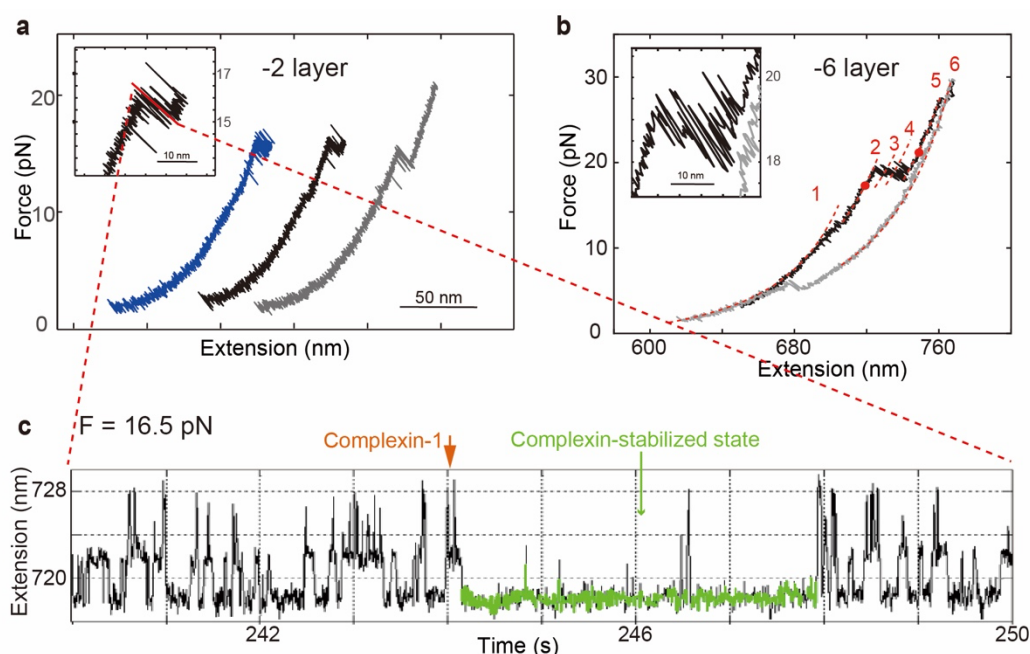 a
-2 layer
17
15
10 nm
20
10
0
Force (pN)
50 nm
Extension (nm)
b
-6 layer
20
18
10 nm
30
20
10
0
Force (pN)
1
2
3
4
5
6
600
680
760
Extension (nm)
c
F = 16.5 pN
Complexin-1
Complexin-stabilized state
728
720
Extension (nm)
242
246
250
Time (s)